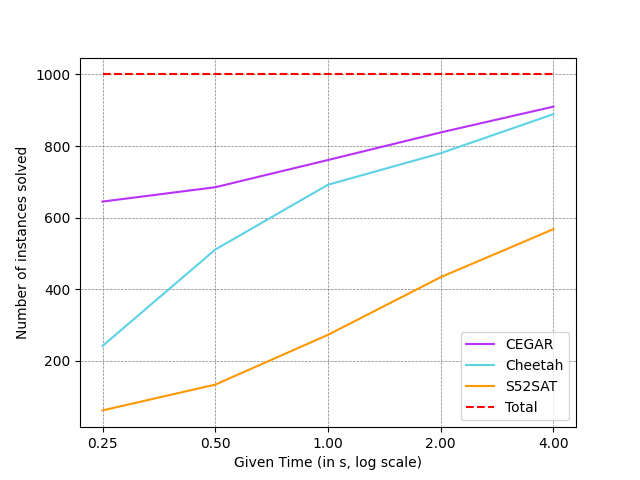 1000
800
600
400
200
Number of instances solved
0.25 0.50 1.00 2.00 4.00
Given Time (in s, log scale)
CEGAR
Cheetah
S52SAT
Total